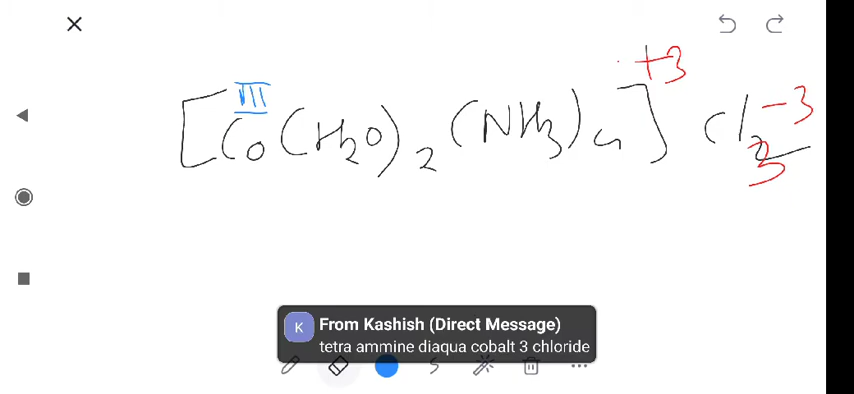 [Co(H2O)2(NH3)4]+3 Cl3 -3
III
From Kashish (Direct Message)
K
tetra ammine diaqua cobalt 3 chloride